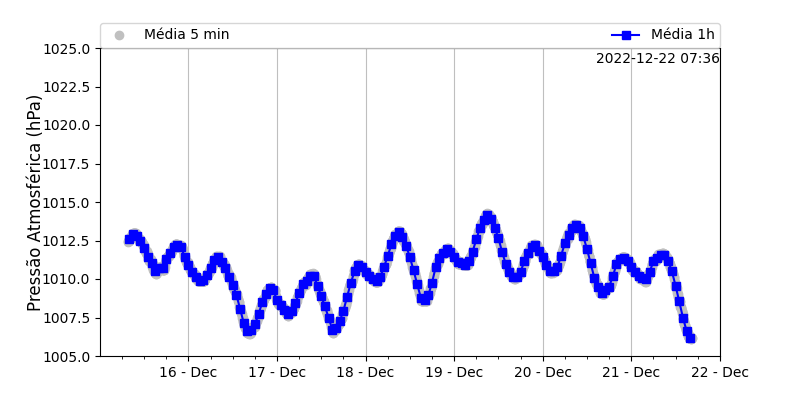 Média 5 min
Média 1h
2022-12-22 07:36
Pressão Atmosférica (hPa)
1025.0
1022.5
1020.0
1017.5
1015.0
1012.5
1010.0
1007.5
1005.0
16 - Dec
17 - Dec
18 - Dec
19 - Dec
20 - Dec
21 - Dec
22 - Dec